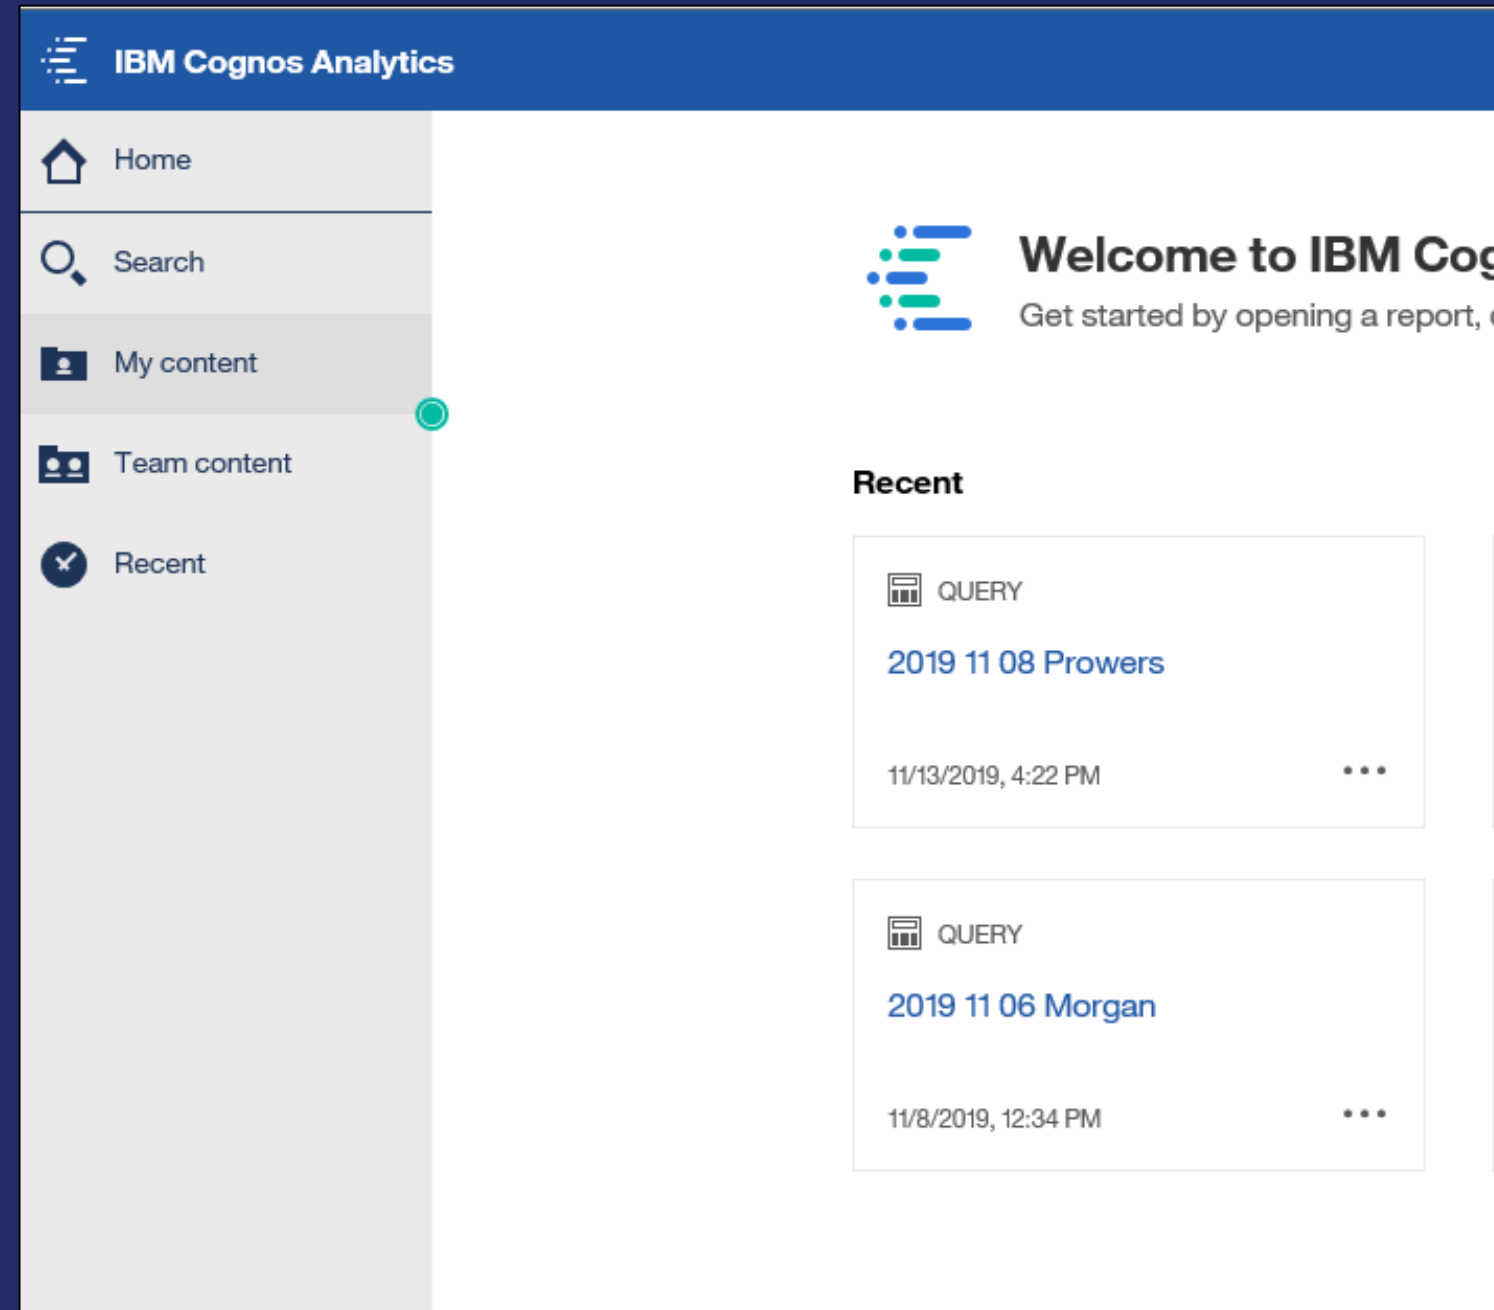 IBM Cognos Analytics
Home
Search
My content
Team content
Recent
Welcome to IBM
Get started by opening a report,
Recent
QUERY
2019 11 08 Prowers
11/13/2019, 4:22 PM
QUERY
2019 11 06 Morgan
11/8/2019, 12:34 PM